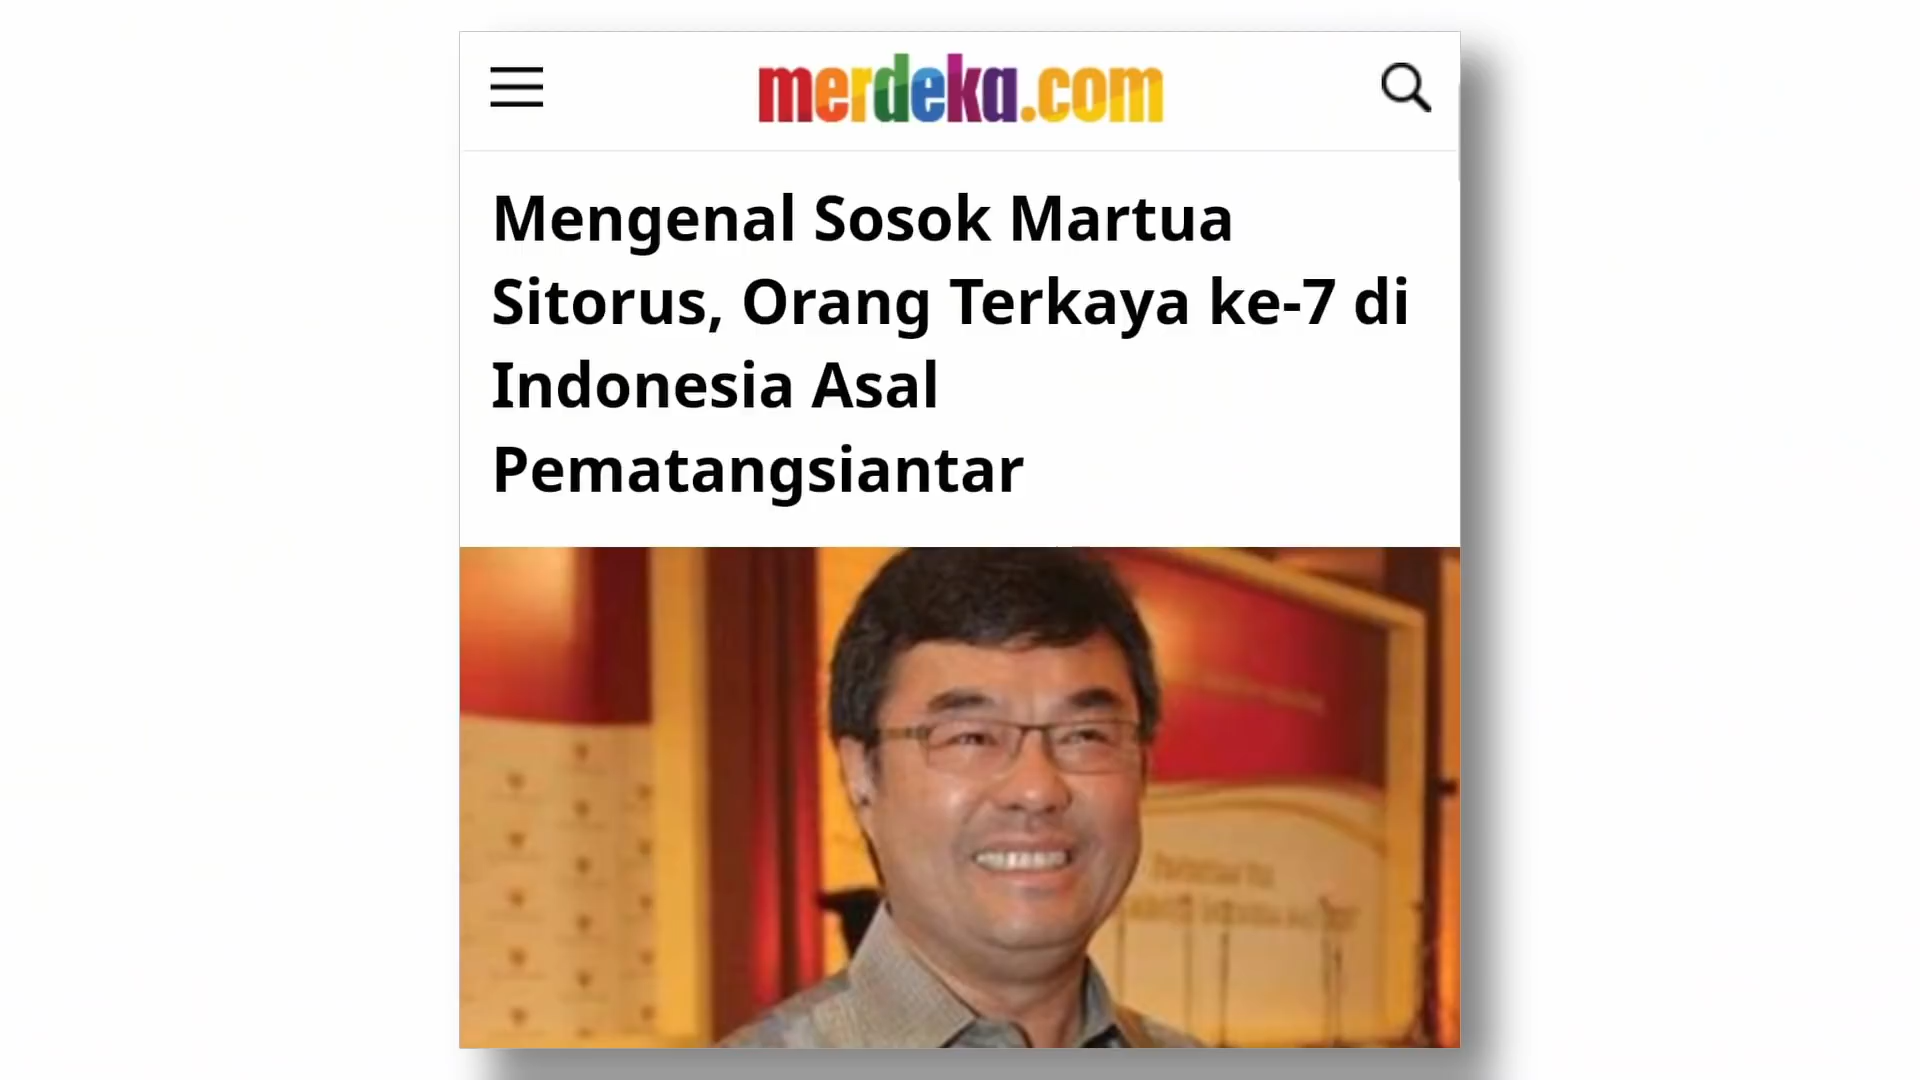 merdeka.com
Mengenal Sosok Martua
Sitorus, Orang Terkaya ke-7 di
Indonesia Asal
Pematangsiantar